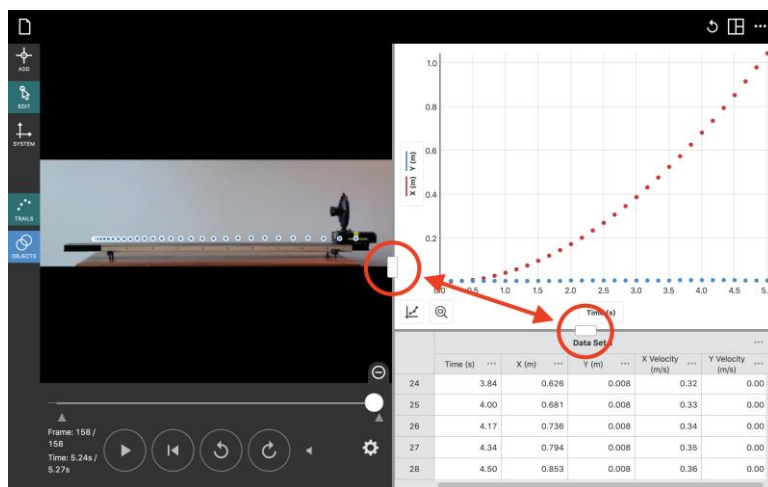 ADD
EDIT
SYSTEM
TRAILS
OBJECTS
Frame: 158 /
158
Time: 5.24s /
5.27s
X (m) Y (m)
1.0
0.8
0.6
0.4
0.2
0.0 0.5 1.0 1.5 2.0 2.5 3.0 3.5 4.0 4.5 5.
Time (s)
Data Set
Time (s) X (m) Y (m) X Velocity (m/s) Y Velocity (m/s)
24 3.84 0.626 0.008 0.32 0.00
25 4.00 0.681 0.008 0.33 0.00
26 4.17 0.736 0.008 0.34 0.00
27 4.34 0.794 0.008 0.35 0.00
28 4.50 0.853 0.008 0.36 0.00